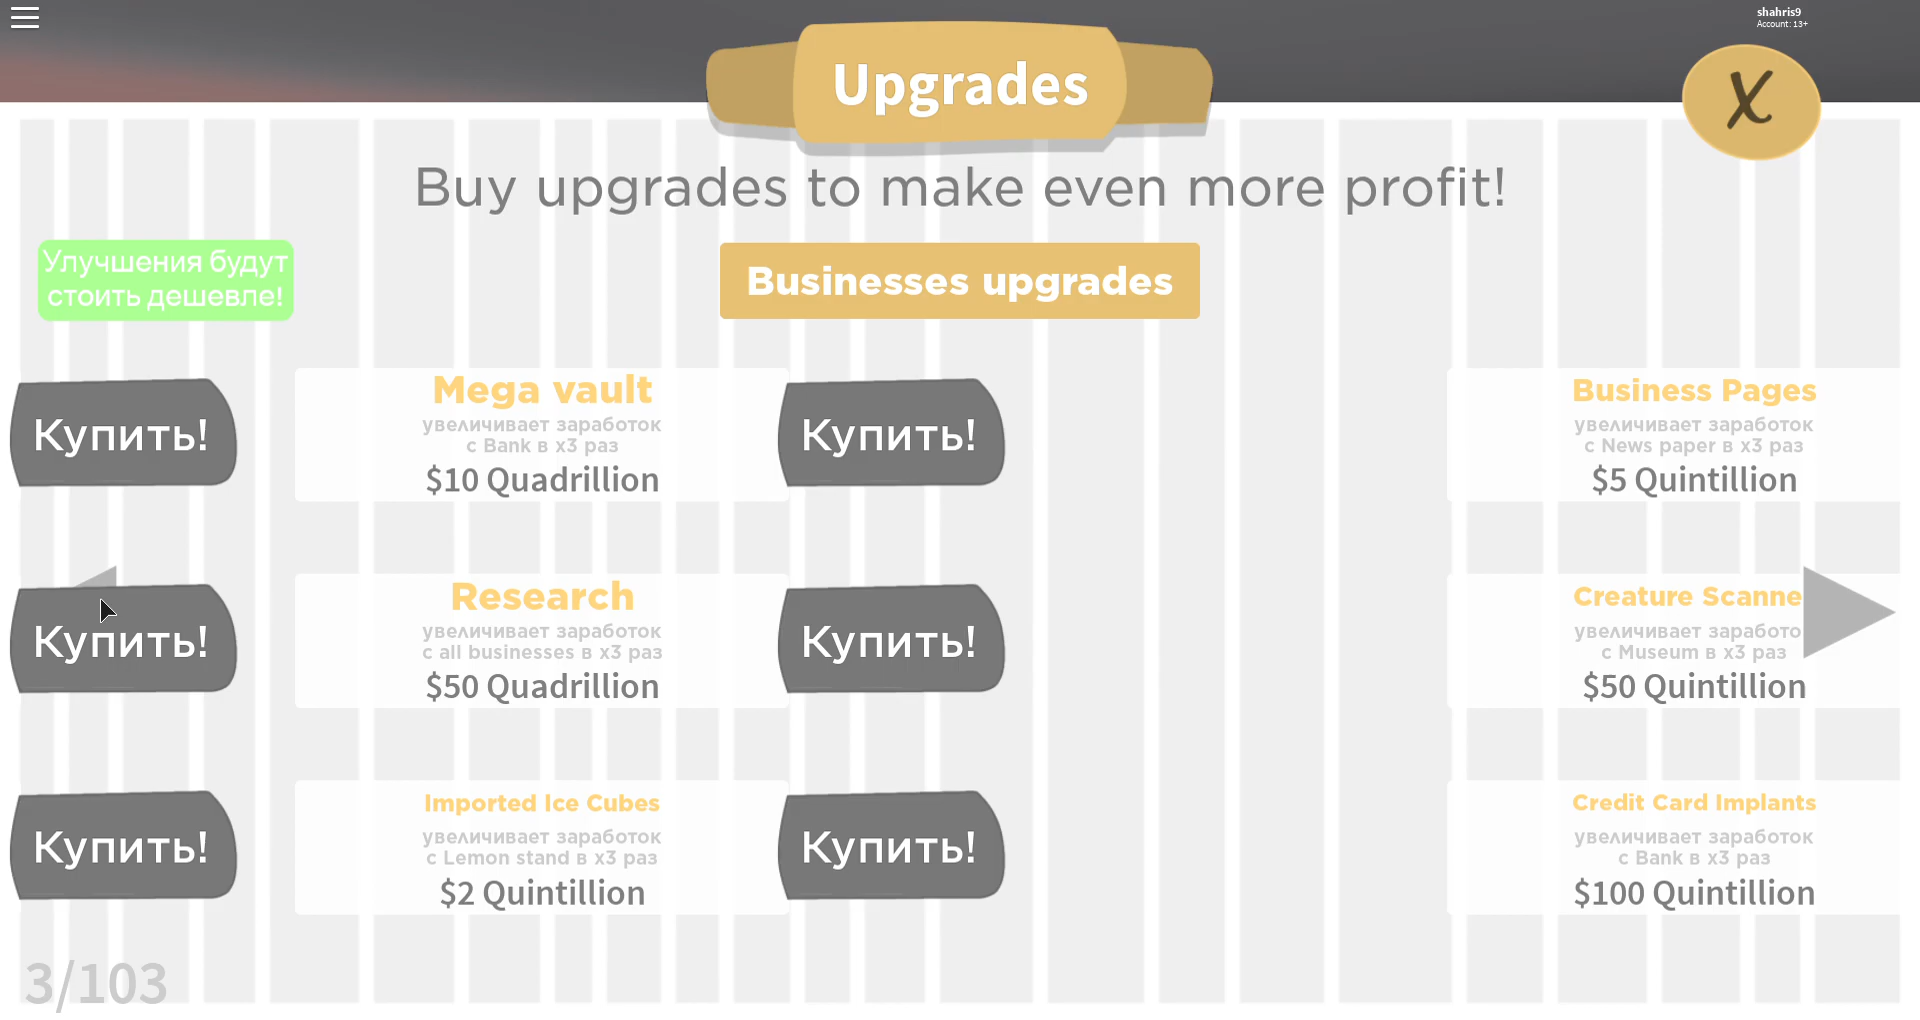 shahris9
Account: 13+
Upgrades
X
Buy upgrades to make even more profit!
Улучшения будут
стоить дешевле!
Businesses upgrades
Купить!
Mega vault
увеличивает заработок
с Bank в x3 раз
$10 Quadrillion
Купить!
Business Pages
увеличивает заработок
с News paper в x3 раз
$5 Quintillion
Купить!
Research
увеличивает заработок
с all businesses в x3 раз
$50 Quadrillion
Купить!
Creature Scanne
увеличивает заработо
с Museum в x3 раз
$50 Quintillion
Купить!
Imported Ice Cubes
увеличивает заработок
с Lemon stand в x3 раз
$2 Quintillion
Купить!
Credit Card Implants
увеличивает заработок
с Bank в x3 раз
$100 Quintillion
3/103